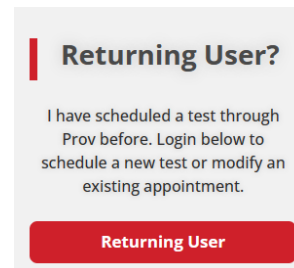 Returning User?
I have scheduled a test through
Prov before. Login below to
schedule a new test or modify an
existing appointment.
Returning User